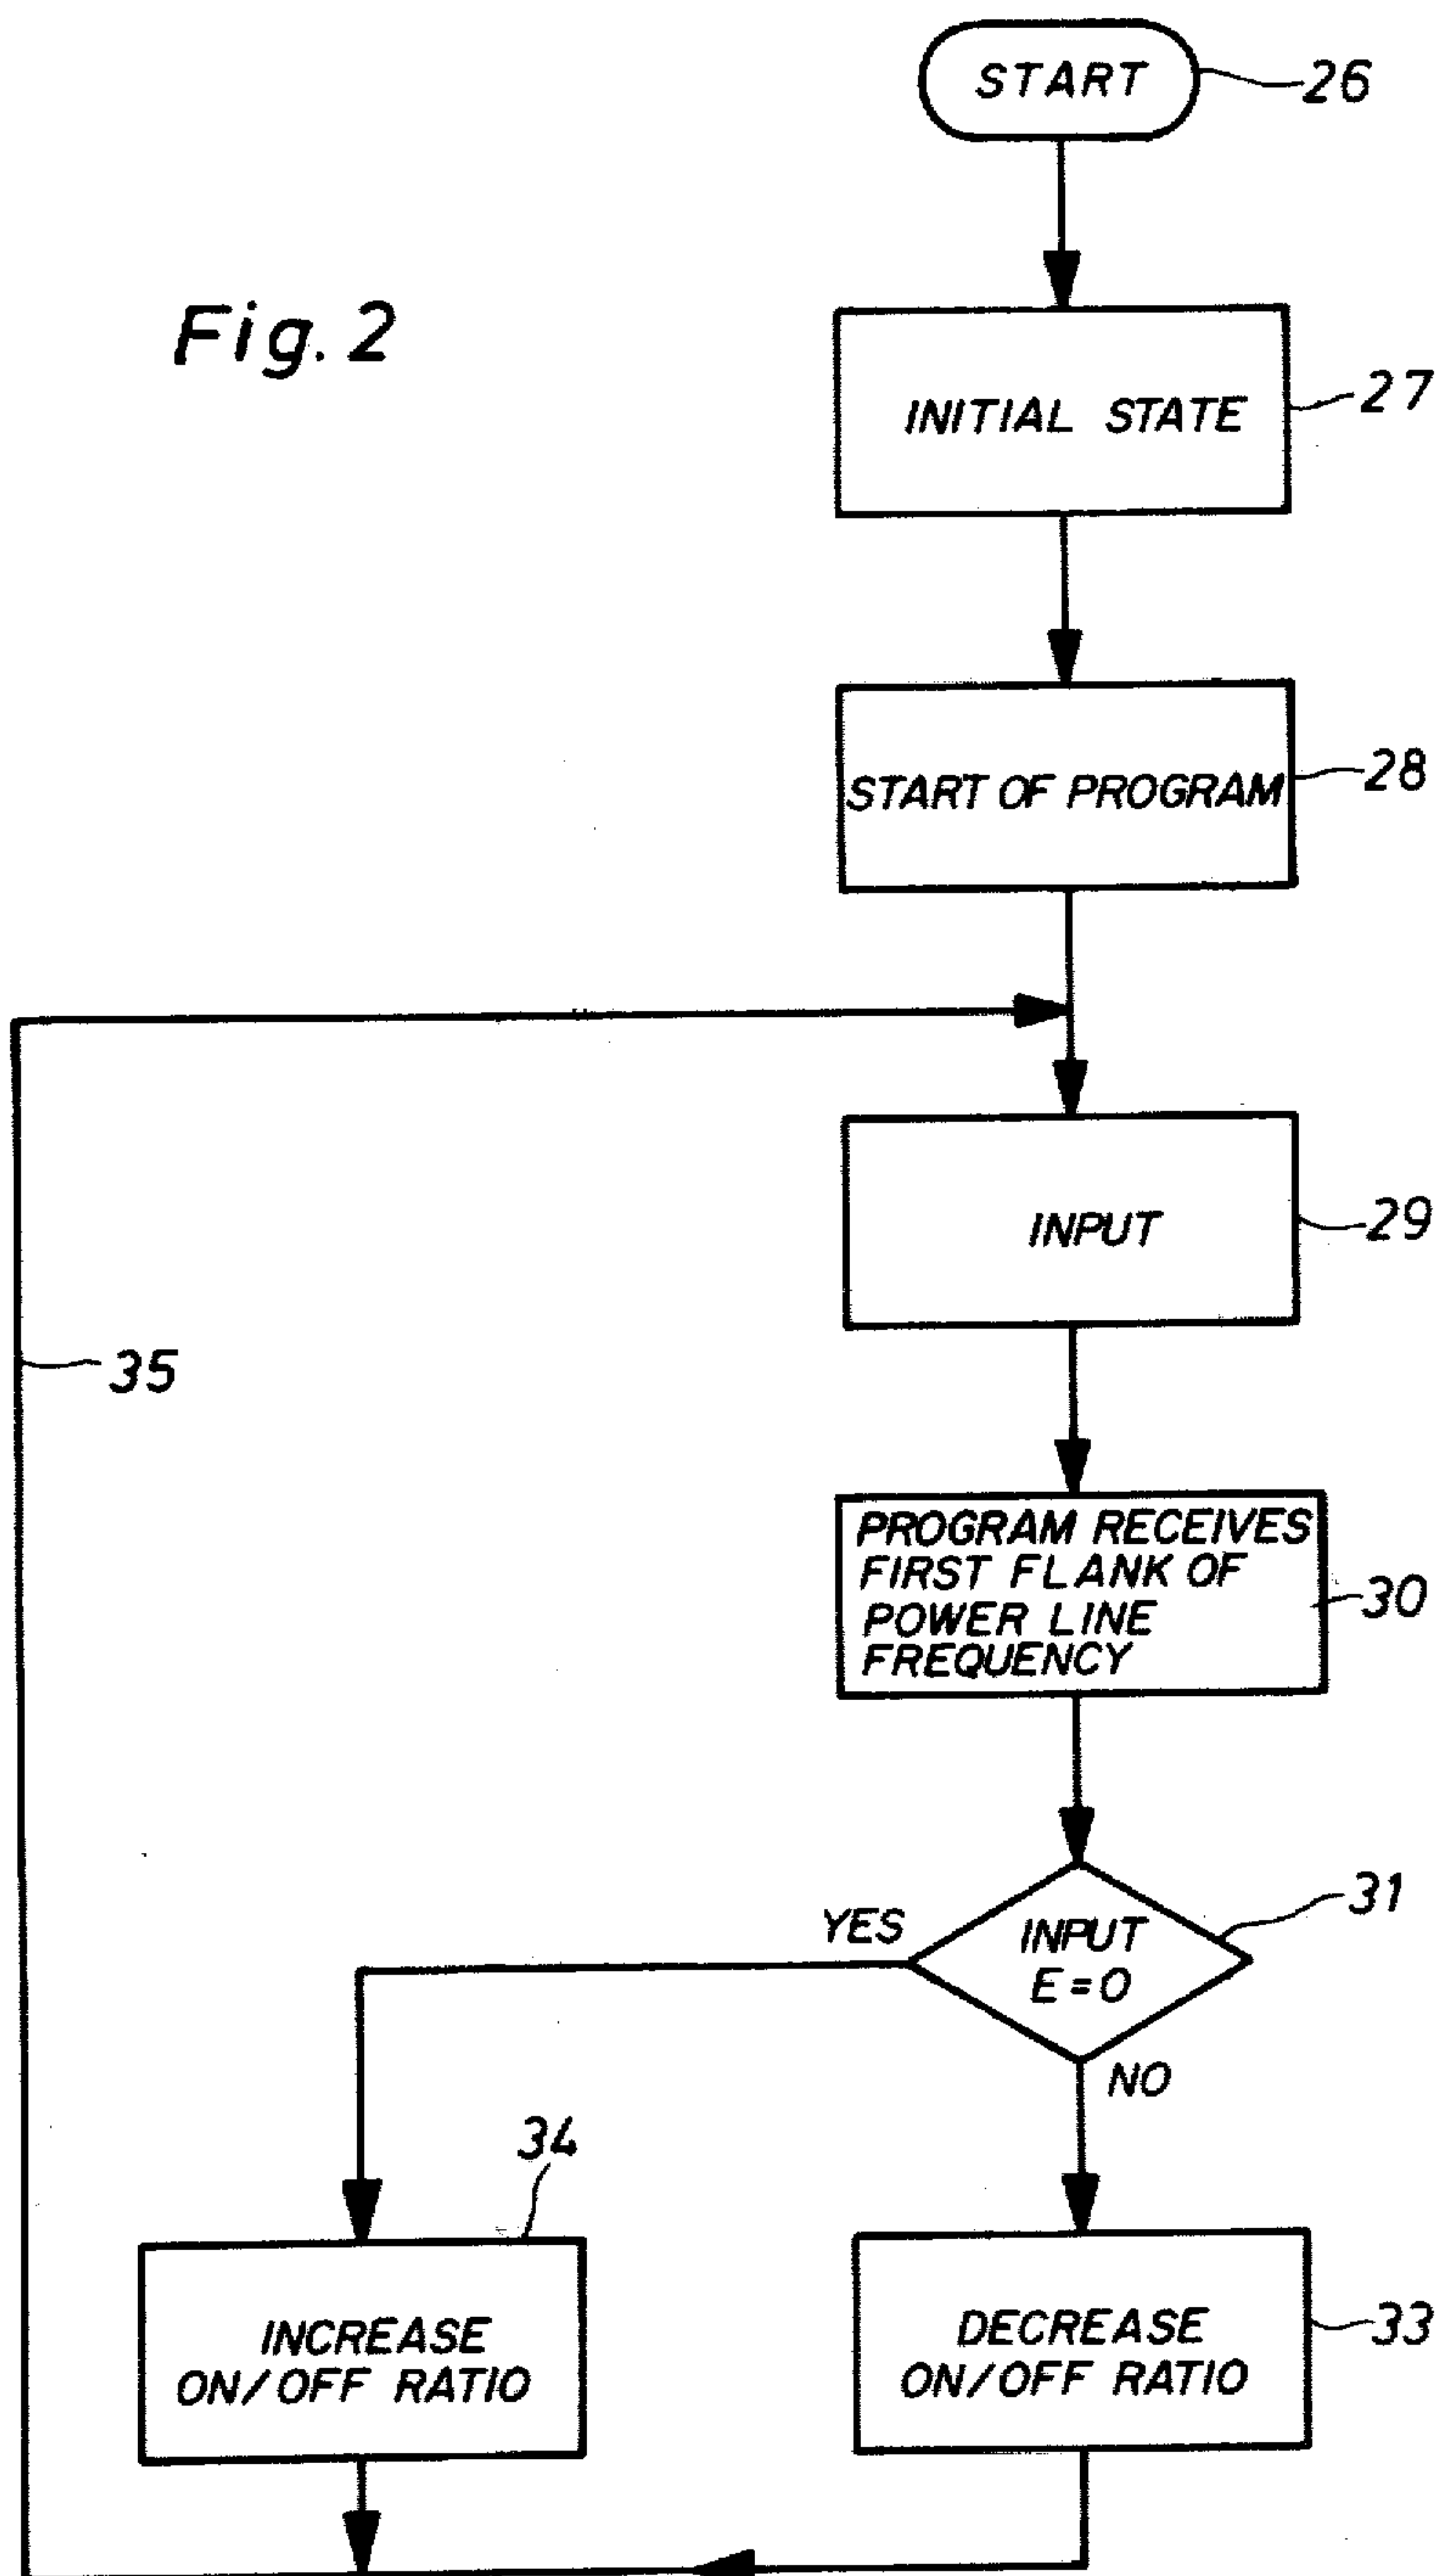 START
26
Fig. 2
INITIAL STATE
27
START OF PROGRAM
28
INPUT
29
35
PROGRAM RECEIVES
FIRST FLANK OF
POWER LINE
FREQUENCY
30
31
YES
INPUT
E = 0
NO
34
INCREASE
ON/OFF RATIO
DECREASE
ON/OFF RATIO
33